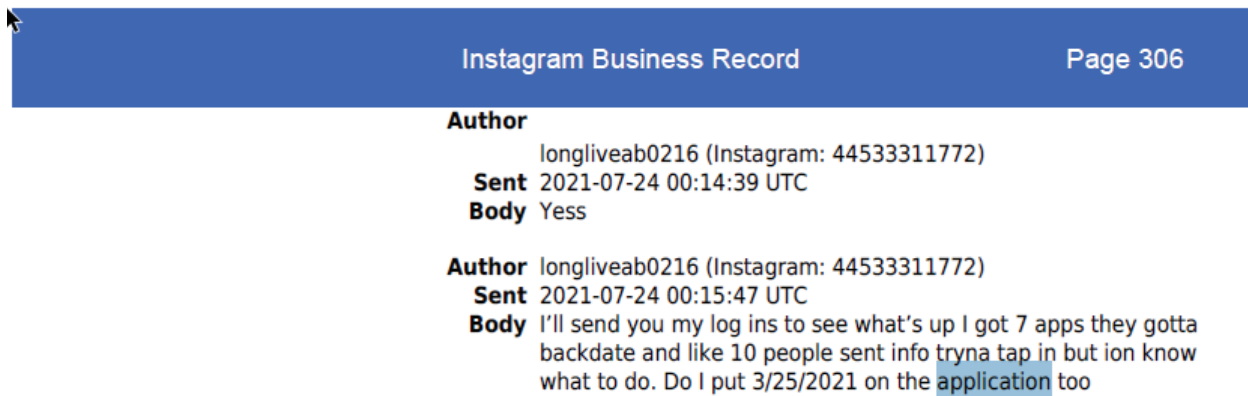 Instagram Business Record Page 306
Author
longliveab0216 (Instagram: 44533311772)
Sent 2021-07-24 00:14:39 UTC
Body Yess
Author longliveab0216 (Instagram: 44533311772)
Sent 2021-07-24 00:15:47 UTC
Body I’ll send you my log ins to see what’s up I got 7 apps they gotta
backdate and like 10 people sent info tryna tap in but ion know
what to do. Do I put 3/25/2021 on the application too